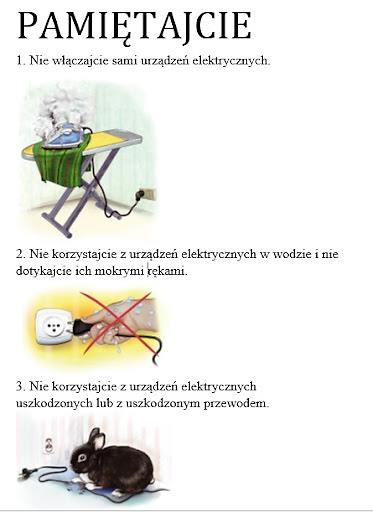 PAMIĘTAJCIE
1. Nie włączajcie sami urządzeń elektrycznych.
2. Nie korzystajcie z urządzeń elektrycznych w wodzie i nie
dotykajcie ich mokrymi rękami.
3. Nie korzystajcie z urządzeń elektrycznych
uszkodzonych lub z uszkodzonym przewodem.